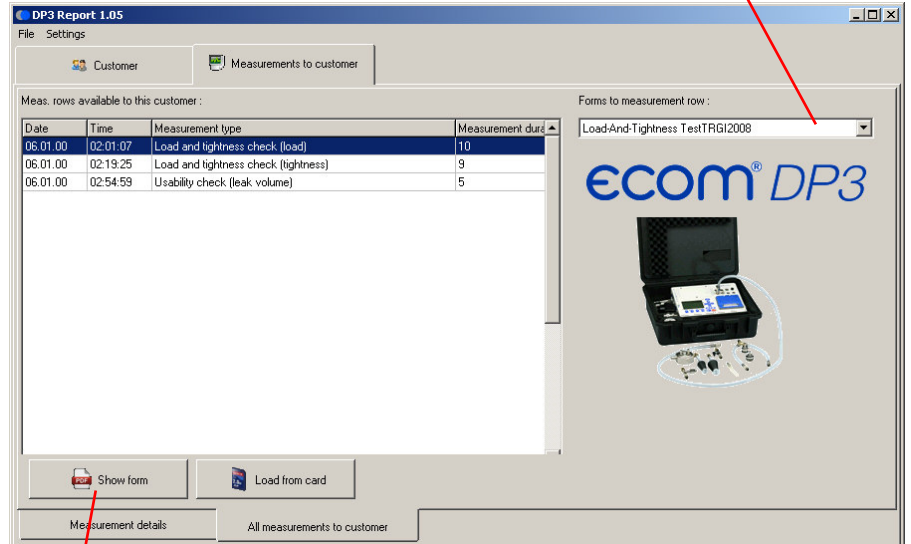 DP3 Report 1.05
File Settings
Customer
Measurements to customer
Meas. rows available to this customer :
Forms to measurement row :
Date Time Measurement type Measurement dura
Load-And-Tightness TestTRGI2008
06.01.00 02:01:07 Load and tightness check (load) 10
06.01.00 02:19:25 Load and tightness check (tightness) 9
06.01.00 02:54:59 Usability check (leak volume) 5
ecom® DP3
PDF Show form
Load from card
Measurement details
All measurements to customer